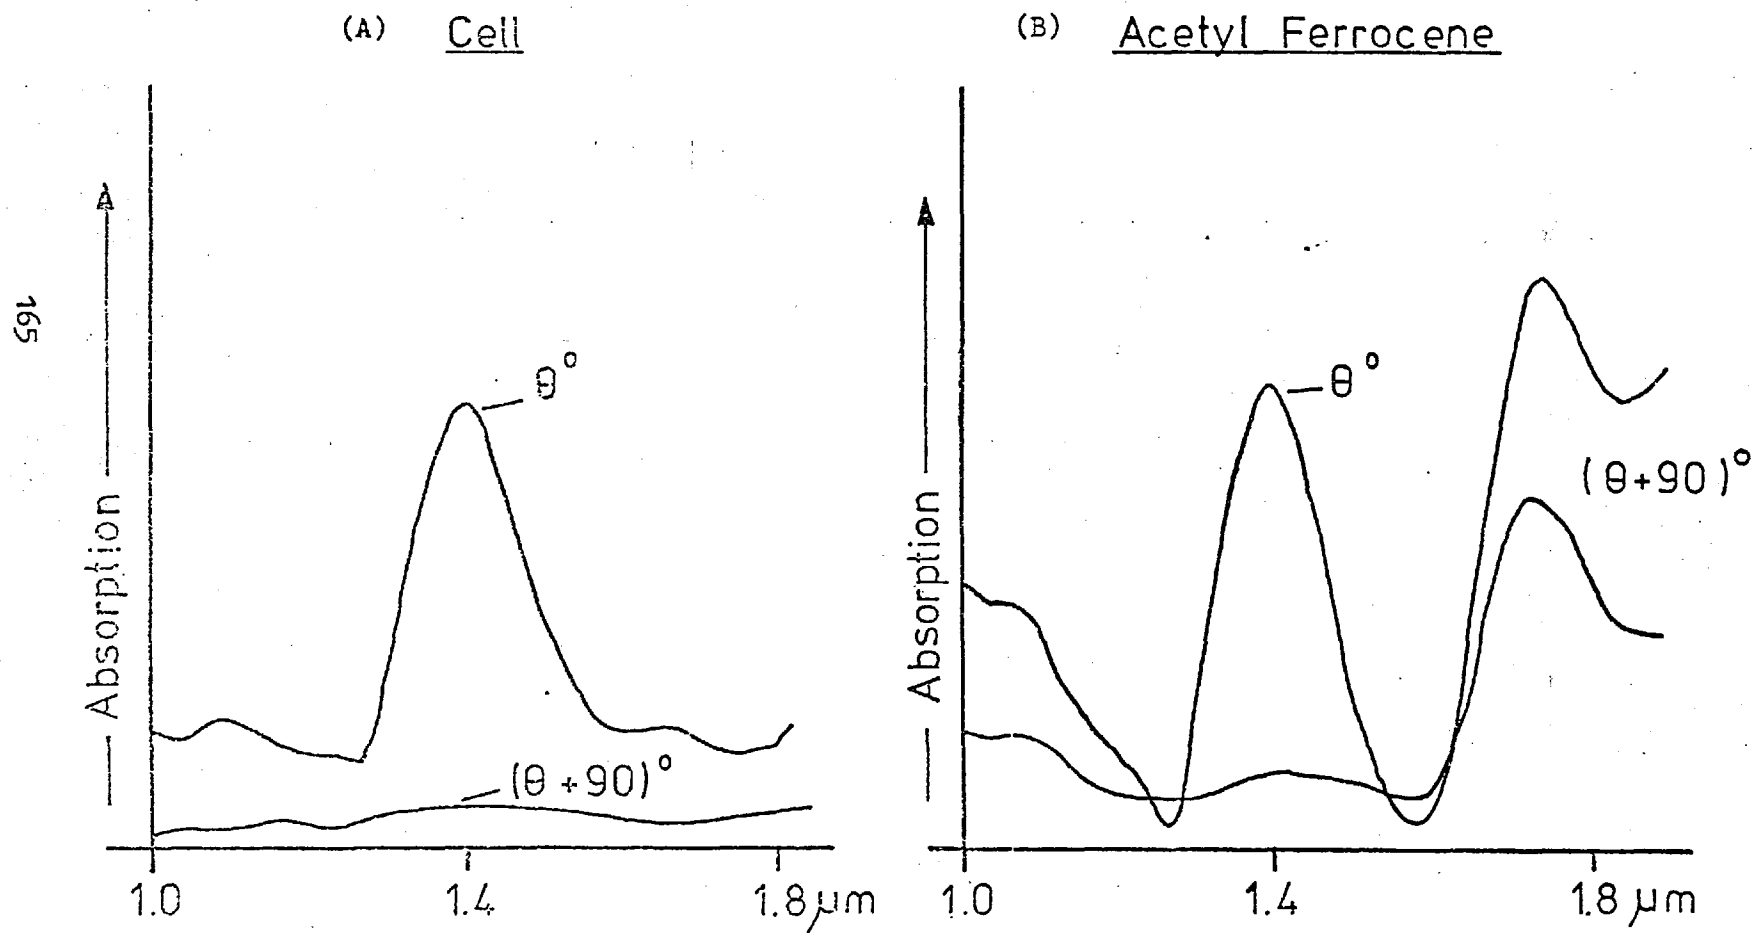 (A) Cell
(B) Acetyl Ferrocene
165
Absorption
θ°
(θ+90)°
1.0 1.4 1.8 μm
Absorption
θ°
(θ+90)°
1.0 1.4 1.8 μm